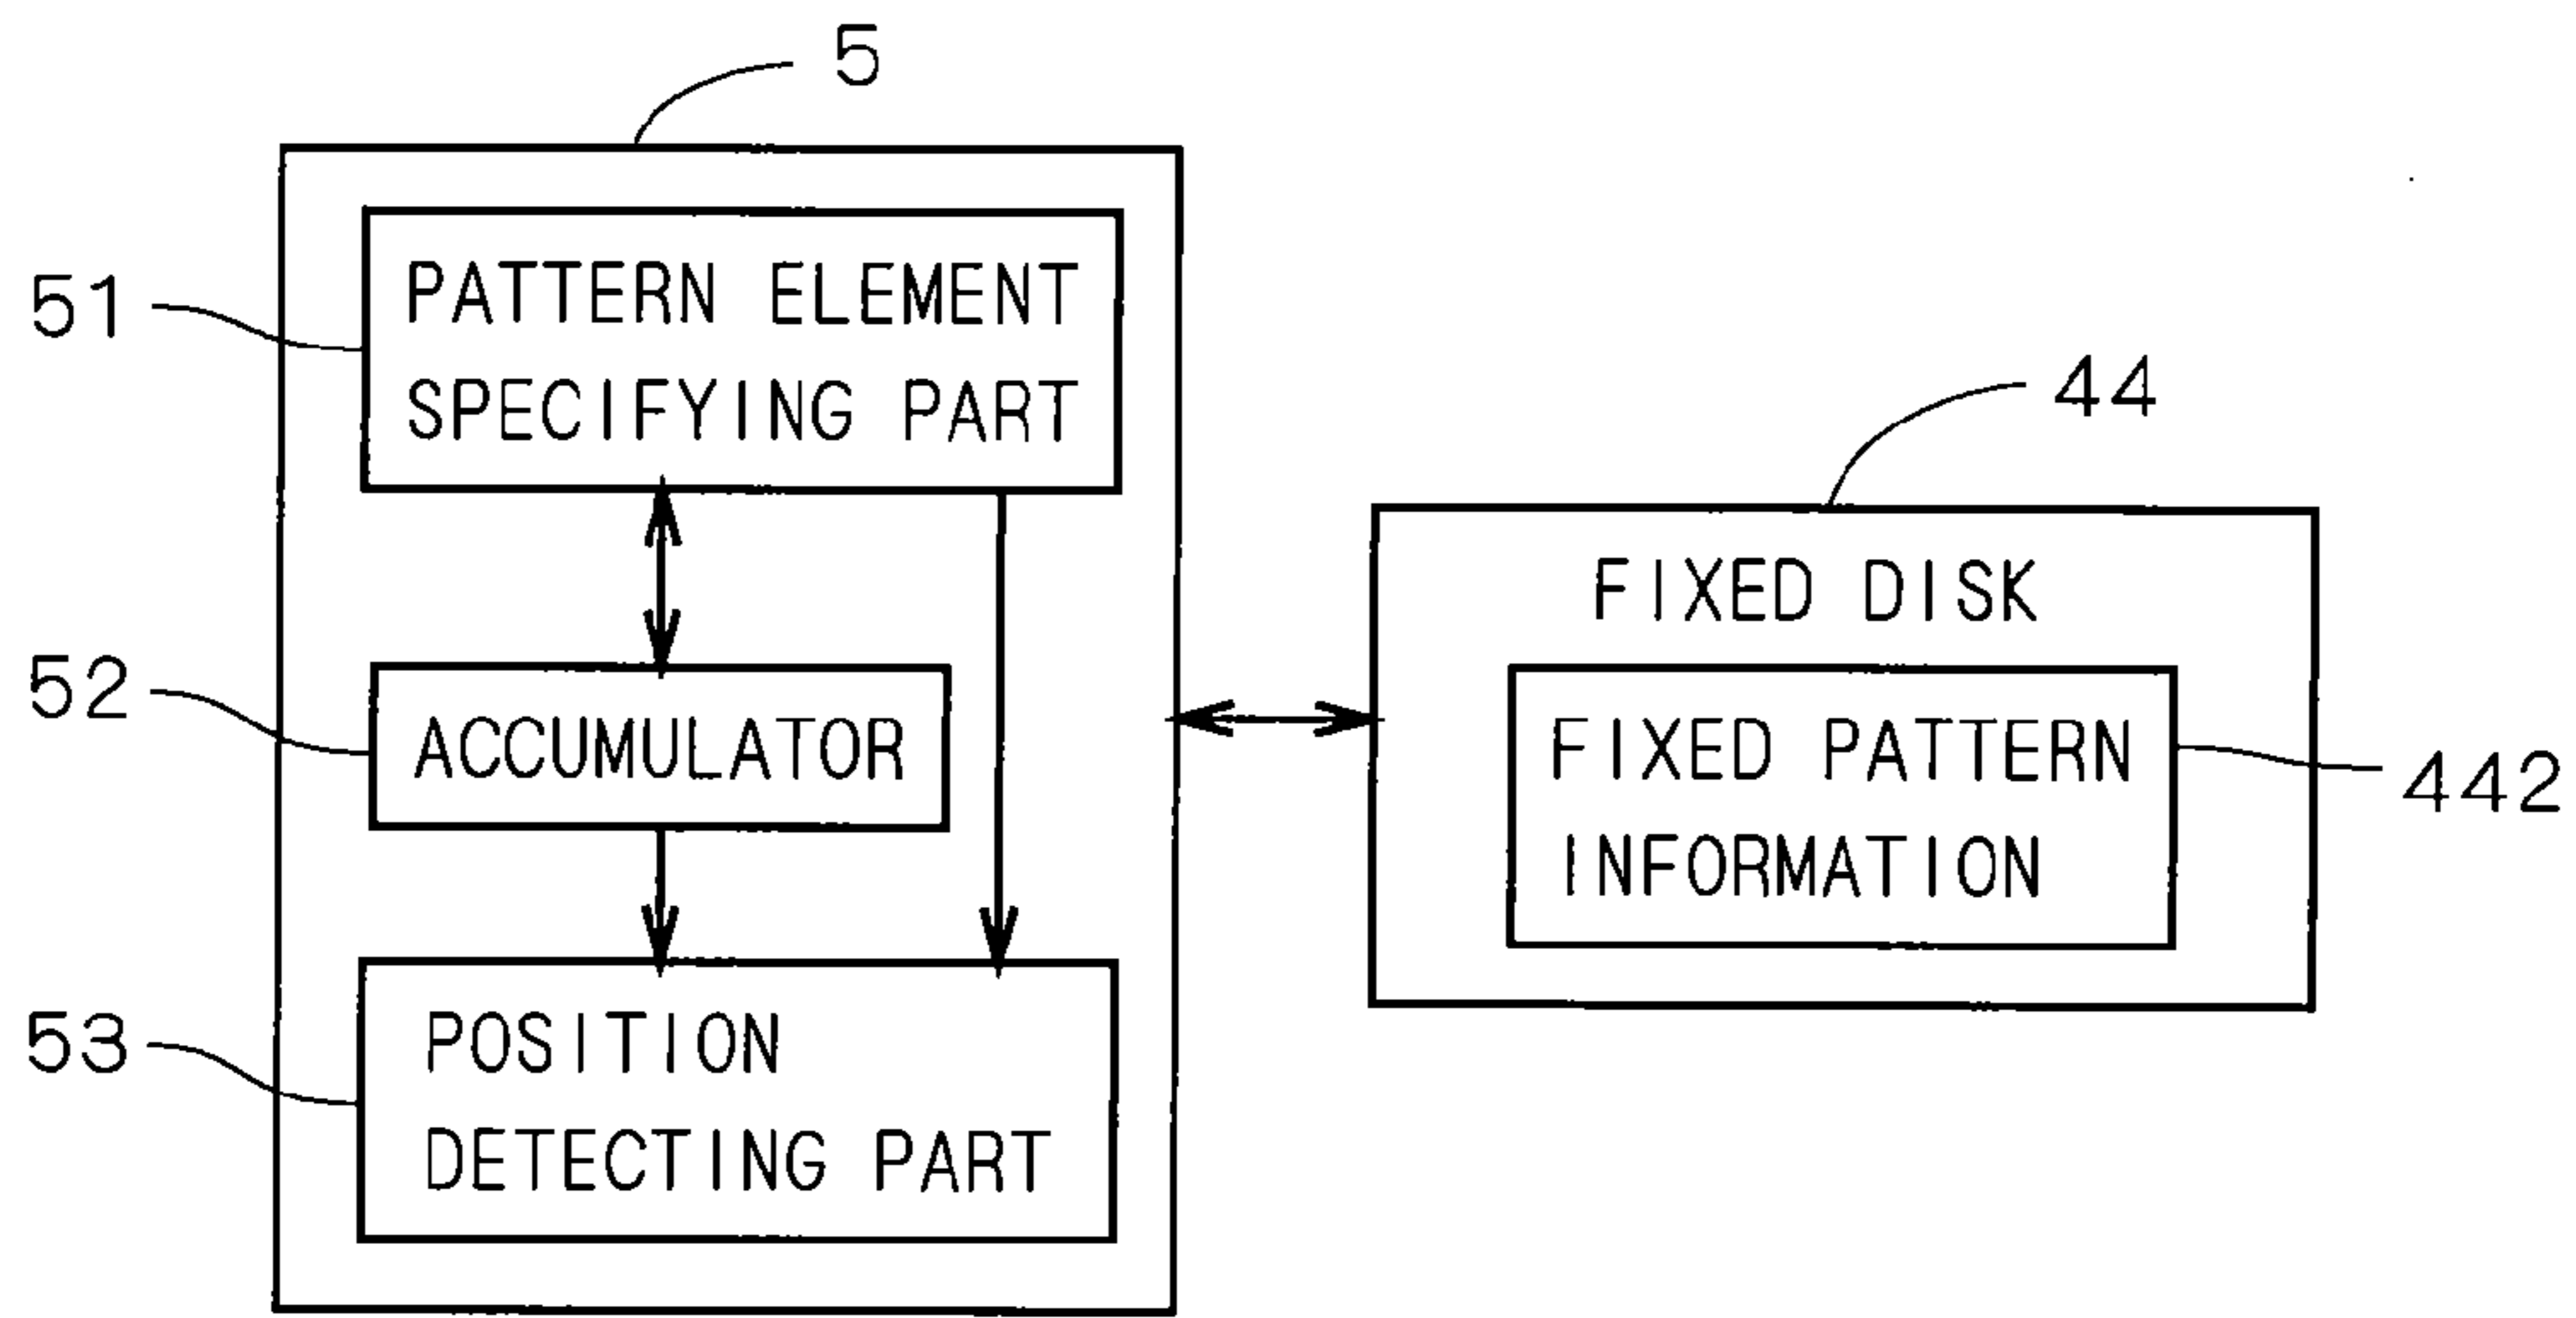 5
51
PATTERN ELEMENT
SPECIFYING PART
44
FIXED DISK
52
ACCUMULATOR
FIXED PATTERN
INFORMATION
442
53
POSITION
DETECTING PART